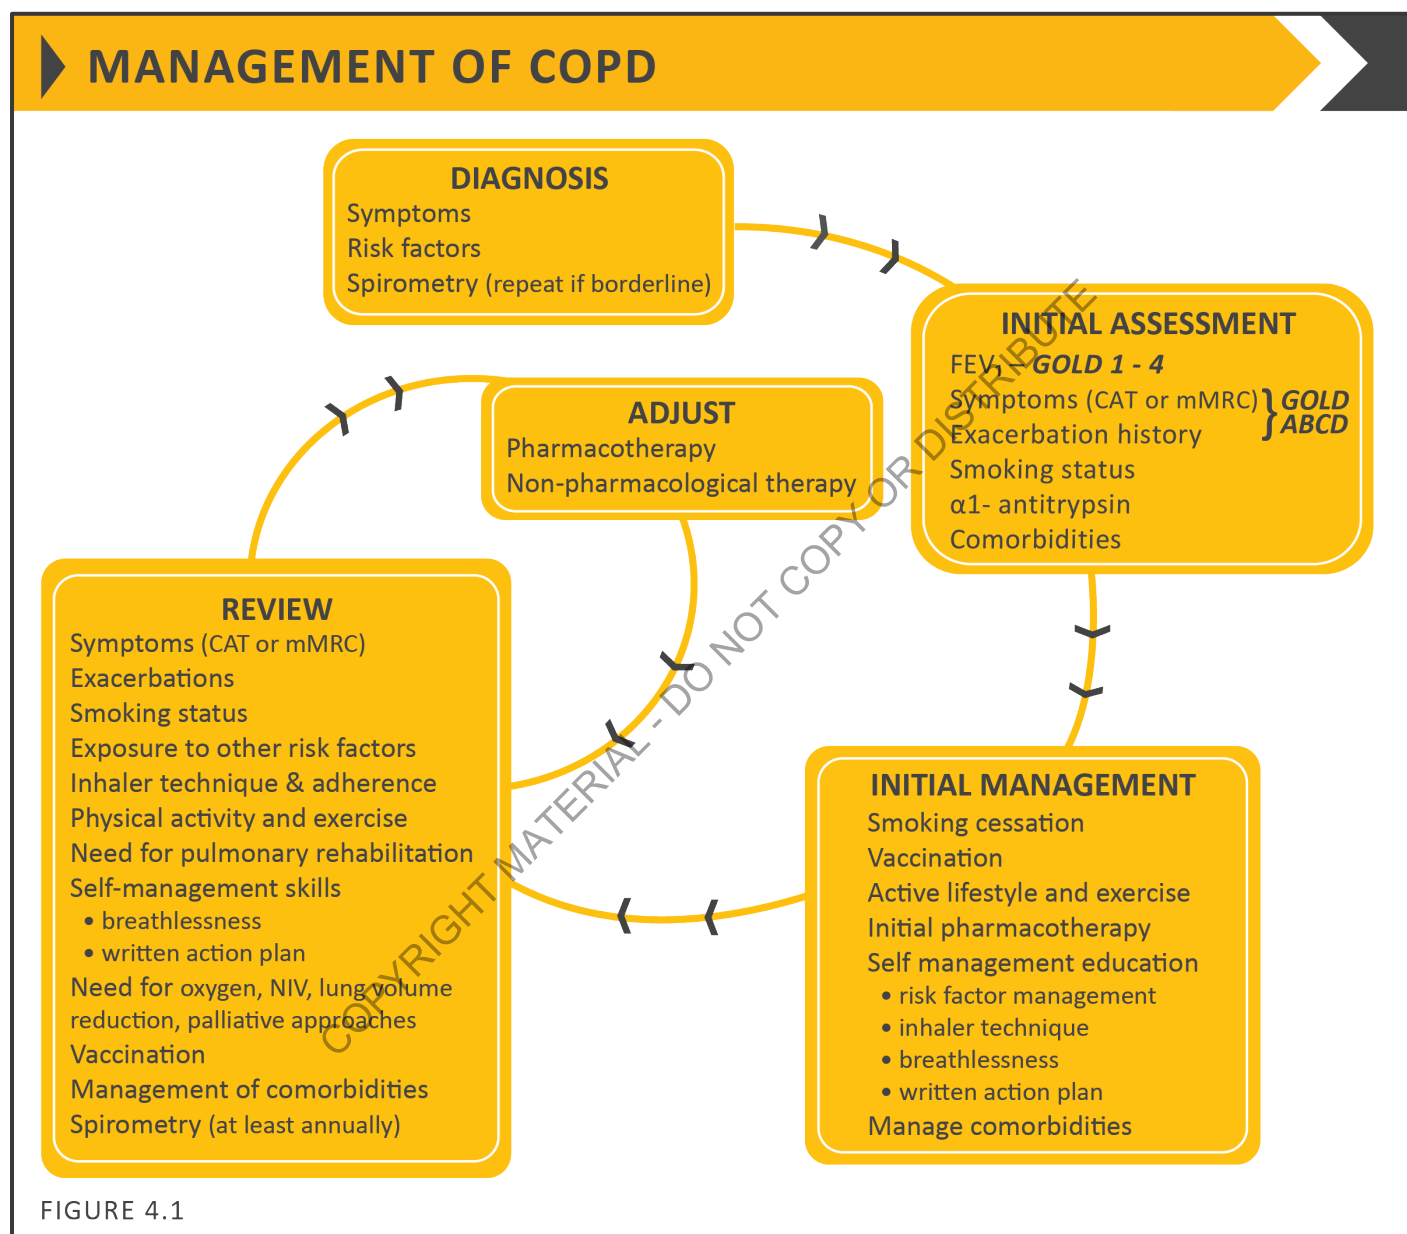 MANAGEMENT OF COPD
DIAGNOSIS
Symptoms
Risk factors
Spirometry (repeat if borderline)
INITIAL ASSESSMENT
FEV₁ – GOLD 1 - 4
Symptoms (CAT or mMRC)
Exacerbation history
} GOLD
ABCD
Smoking status
α1- antitrypsin
Comorbidities
ADJUST
Pharmacotherapy
Non-pharmacological therapy
REVIEW
Symptoms (CAT or mMRC)
Exacerbations
Smoking status
Exposure to other risk factors
Inhaler technique & adherence
Physical activity and exercise
Need for pulmonary rehabilitation
Self-management skills
• breathlessness
• written action plan
Need for oxygen, NIV, lung volume
reduction, palliative approaches
Vaccination
Management of comorbidities
Spirometry (at least annually)
INITIAL MANAGEMENT
Smoking cessation
Vaccination
Active lifestyle and exercise
Initial pharmacotherapy
Self management education
• risk factor management
• inhaler technique
• breathlessness
• written action plan
Manage comorbidities
COPYRIGHT MATERIAL - DO NOT COPY OR DISTRIBUTE
FIGURE 4.1